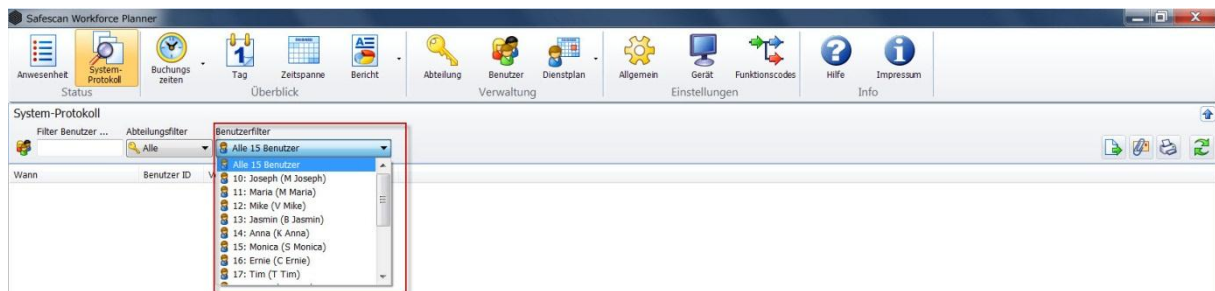 Safescan Workforce Planner
Anwesenheit
System-
Protokoll
Buchungs
zeiten
Tag
Zeitspanne
Bericht
Abteilung
Benutzer
Dienstplan
Allgemein
Gerät
Funktionscodes
Hilfe
Impressum
Status
Überblick
Verwaltung
Einstellungen
Info
System-Protokoll
Filter Benutzer ...
Abteilungsfilter
Benutzerfilter
Alle
Alle 15 Benutzer
Wann
Benutzer ID
Alle 15 Benutzer
10: Joseph (M Joseph)
11: Maria (M Maria)
12: Mike (V Mike)
13: Jasmin (B Jasmin)
14: Anna (K Anna)
15: Monica (S Monica)
16: Ernie (C Ernie)
17: Tim (T Tim)